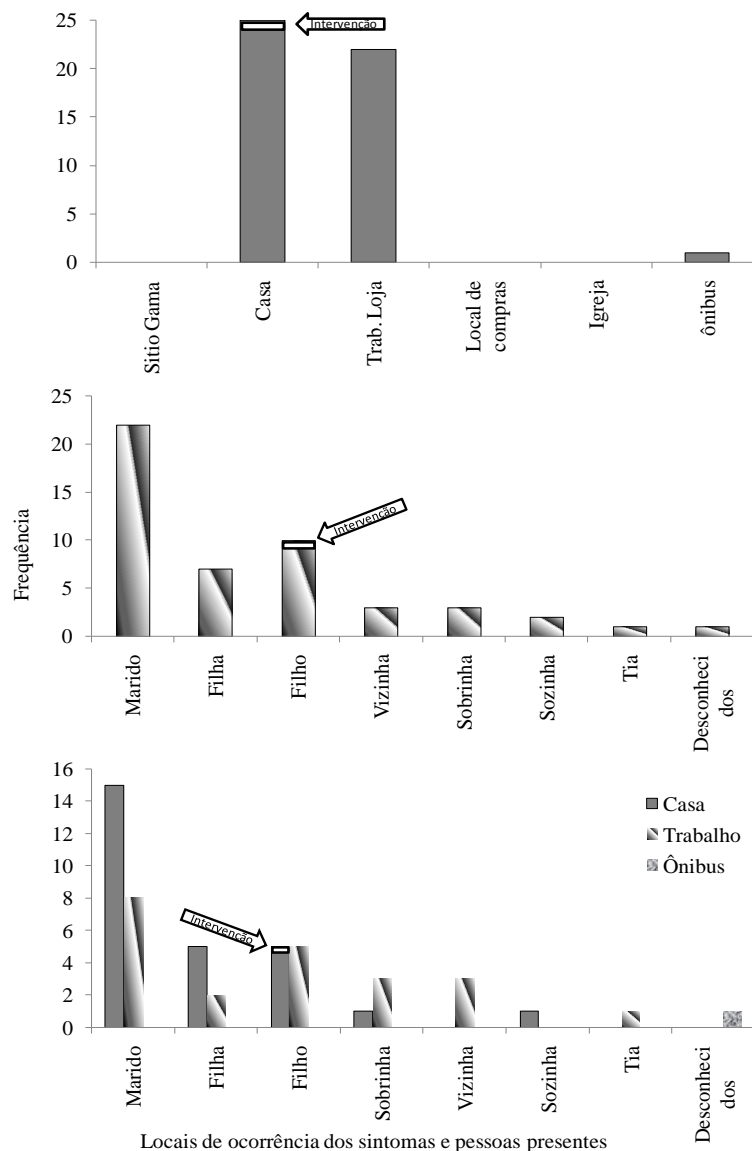 25
20
15
10
5
0
Intervenção
Sitio Gama
Casa
Trab. Loja
Local de
compras
Igreja
ônibus
Frequência
25
20
15
10
5
0
Intervenção
Marido
Filha
Filho
Vizinha
Sobrinha
Sozinha
Tia
Desconheci
dos
16
14
12
10
8
6
4
2
0
Intervenção
Casa
Trabalho
Ônibus
Marido
Filha
Filho
Sobrinha
Vizinha
Sozinha
Tia
Desconheci
dos
Locais de ocorrência dos sintomas e pessoas presentes